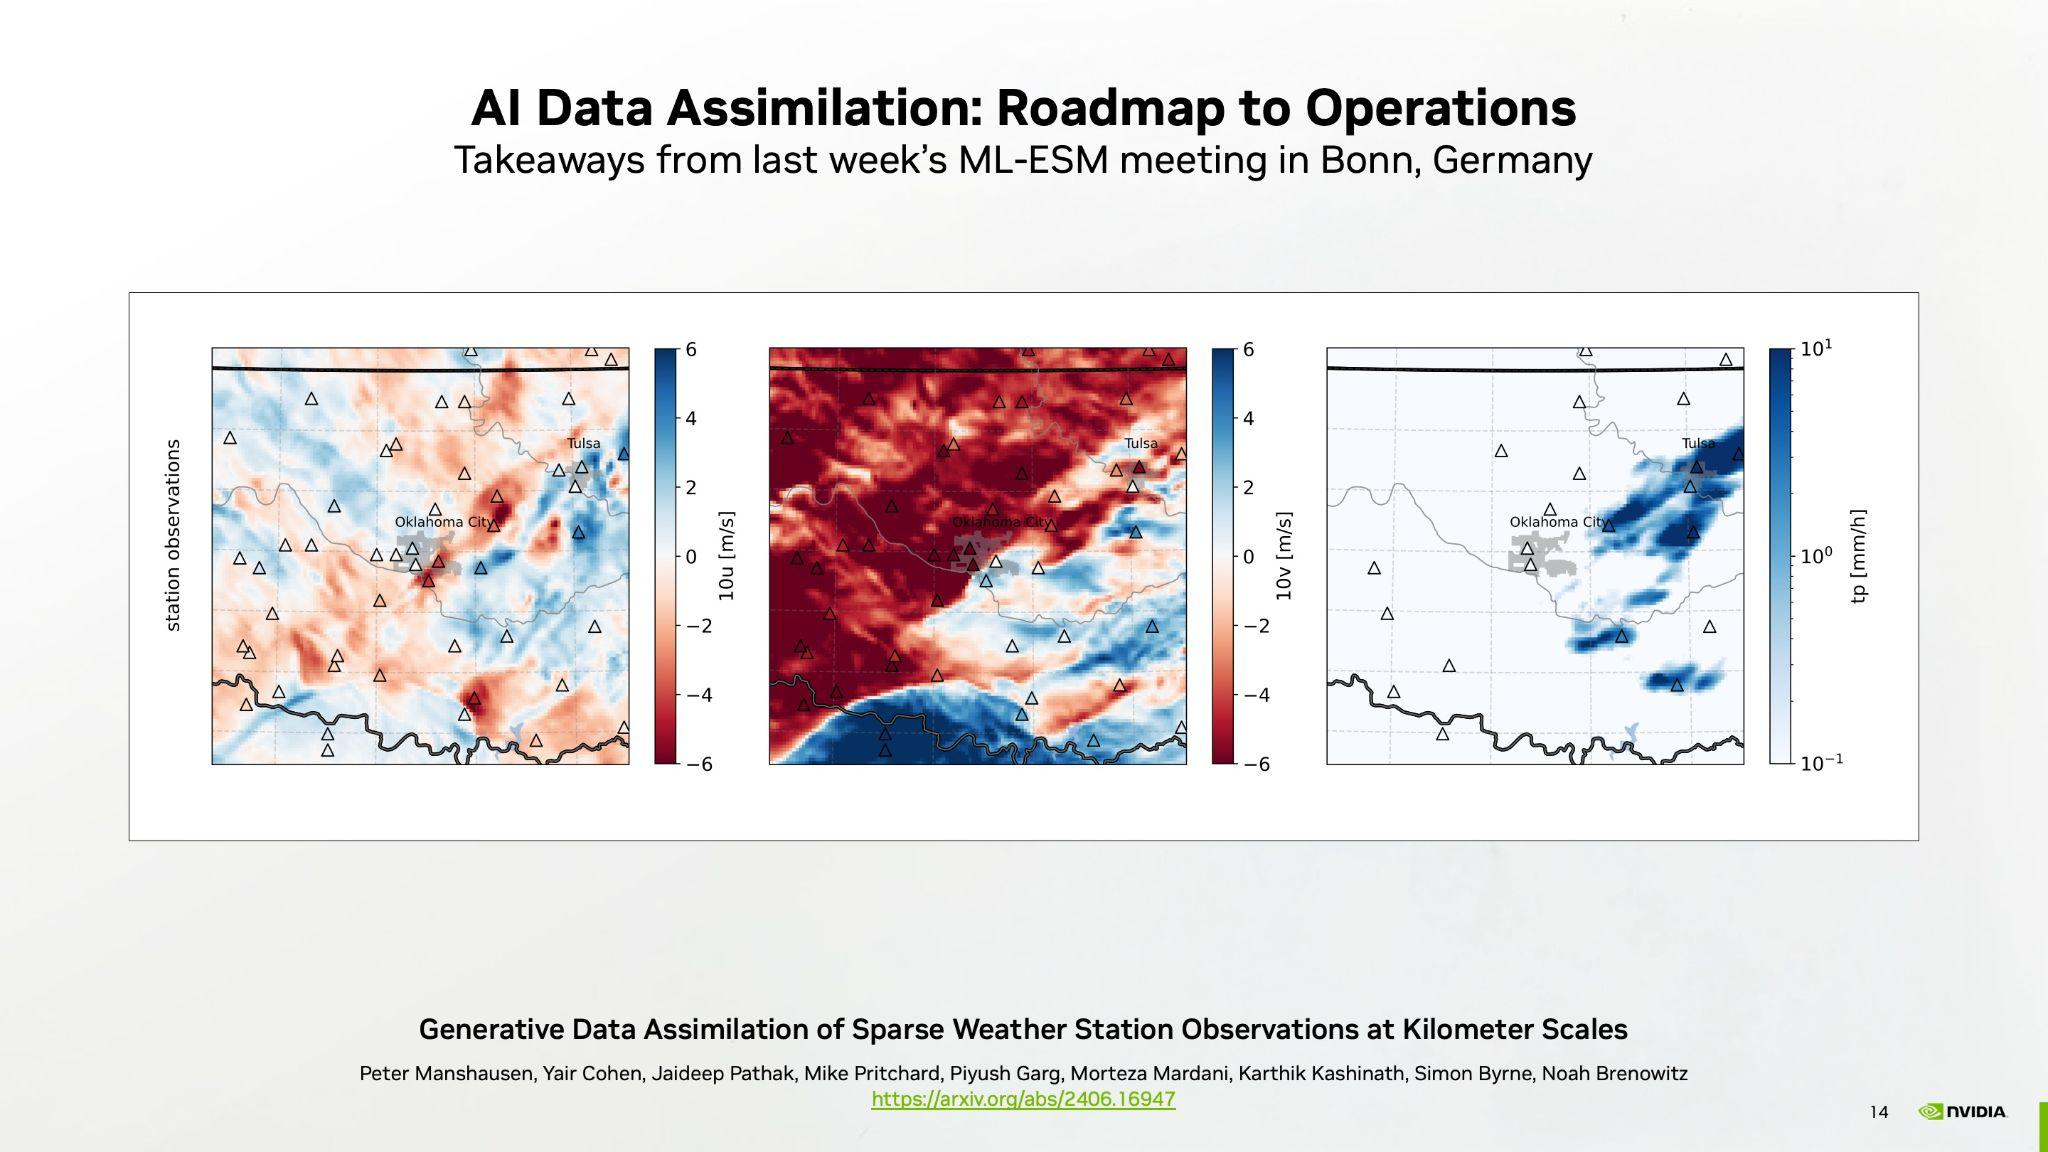 AI Data Assimilation: Roadmap to Operations
Takeaways from last week's ML-ESM meeting in Bonn, Germany
station observations
Tulsa
Oklahoma City
6
4
2
0
−2
−4
−6
10u [m/s]
Tulsa
Oklahoma City
6
4
2
0
−2
−4
−6
10v [m/s]
Tulsa
Oklahoma City
10¹
10⁰
10⁻¹
tp [mm/h]
Generative Data Assimilation of Sparse Weather Station Observations at Kilometer Scales
Peter Manshausen, Yair Cohen, Jaideep Pathak, Mike Pritchard, Piyush Garg, Morteza Mardani, Karthik Kashinath, Simon Byrne, Noah Brenowitz
https://arxiv.org/abs/2406.16947
14 NVIDIA